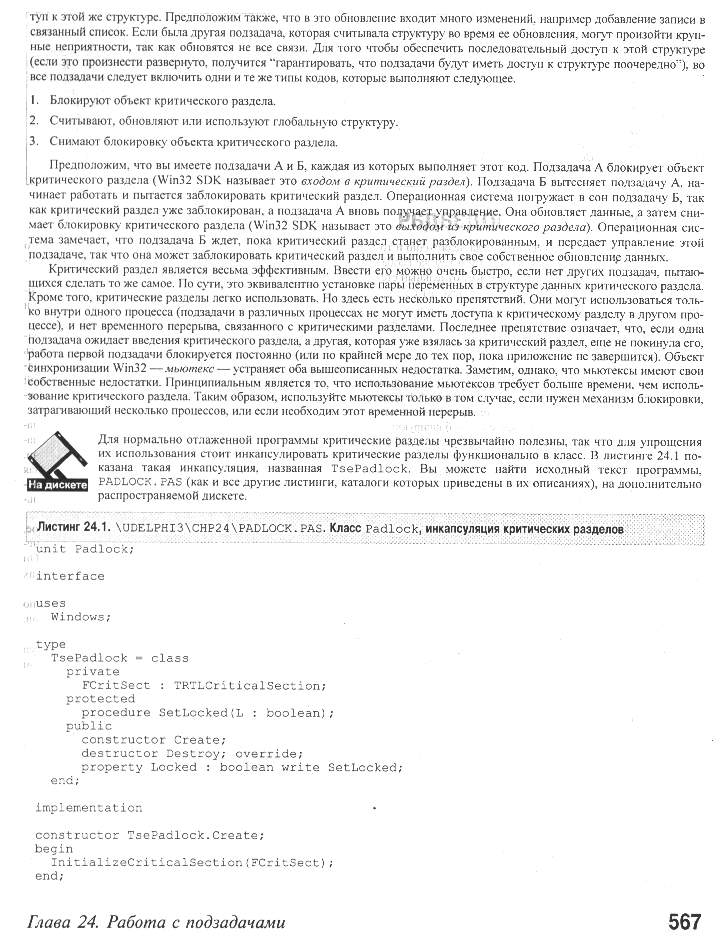 туп к этой же структуре. Предположим также, что в это обновление входит много изменений, например добавление записи в
связанный список. Если была другая подзадача, которая считывала структуру во время ее обновления, могут произойти круп-
ные неприятности, так как обновятся не все связи. Для того чтобы обеспечить последовательный доступ к этой структуре
(если это произнести развернуто, получится "гарантировать, что подзадачи будут иметь доступ к структуре поочередно"), во
все подзадачи следует включить одни и те же типы кодов, которые выполняют следующее.
1. Блокируют объект критического раздела.
2. Считывают, обновляют или используют глобальную структуру.
3. Снимают блокировку объекта критического раздела.
Предположим, что вы имеете подзадачи А и Б, каждая из которых выполняет этот код. Подзадача А блокирует объект
критического раздела (Win32 SDK называет это входом в критический раздел). Подзадача Б вытесняет подзадачу А, на-
чинает работать и пытается заблокировать критический раздел. Операционная система погружает в сон подзадачу Б, так
как критический раздел уже заблокирован, а подзадача А вновь получает управление. Она обновляет данные, а затем сни-
мает блокировку критического раздела (Win32 SDK называет это выходом из критического раздела). Операционная сис-
тема замечает, что подзадача Б ждет, пока критический раздел станет разблокированным, и передает управление этой
подзадаче, так что она может заблокировать критический раздел и выполнить свое собственное обновление данных.
Критический раздел является весьма эффективным. Ввести его можно очень быстро, если нет других подзадач, пытаю-
щихся сделать то же самое. По сути, это эквивалентно установке пары переменных в структуре данных критического раздела.
Кроме того, критические разделы легко использовать. Но здесь есть несколько препятствий. Они могут использоваться толь-
ко внутри одного процесса (подзадачи в различных процессах не могут иметь доступа к критическому разделу в другом про-
цессе), и нет временного перерыва, связанного с критическими разделами. Последнее препятствие означает, что, если одна
подзадача ожидает введения критического раздела, а другая, которая уже взялась за критический раздел, еще не покинула его,
работа первой подзадачи блокируется постоянно (или по крайней мере до тех пор, пока приложение не завершится). Объект
синхронизации Win32 — мьютекс — устраняет оба вышеописанных недостатка. Заметим, однако, что мьютексы имеют свои
собственные недостатки. Принципиальным является то, что использование мьютексов требует больше времени, чем исполь-
зование критического раздела. Таким образом, используйте мьютексы только в том случае, если нужен механизм блокировки,
затрагивающий несколько процессов, или если необходим этот временной перерыв.
Для нормально отлаженной программы критические разделы чрезвычайно полезны, так что для упрощения
их использования стоит инкапсулировать критические разделы функционально в класс. В листинге 24.1 по-
казана такая инкапсуляция, названная TsePadlock. Вы можете найти исходный текст программы,
PADLOCK.PAS (как и все другие листинги, каталоги которых приведены в их описаниях), на дополнительно
распространяемой дискете.
На дискете
Листинг 24.1. \UDELPHI3\CHP24\PADLOCK.PAS. Класс Padlock, инкапсуляция критических разделов
unit Padlock;
interface
uses
Windows;
type
TsePadlock = class
private
FCritSect : TRTLCriticalSection;
protected
procedure SetLocked(L : boolean);
public
constructor Create;
destructor Destroy; override;
property Locked : boolean write SetLocked;
end;
implementation
constructor TsePadlock.Create;
begin
InitializeCriticalSection(FCritSect);
end;
Глава 24. Работа с подзадачами
567